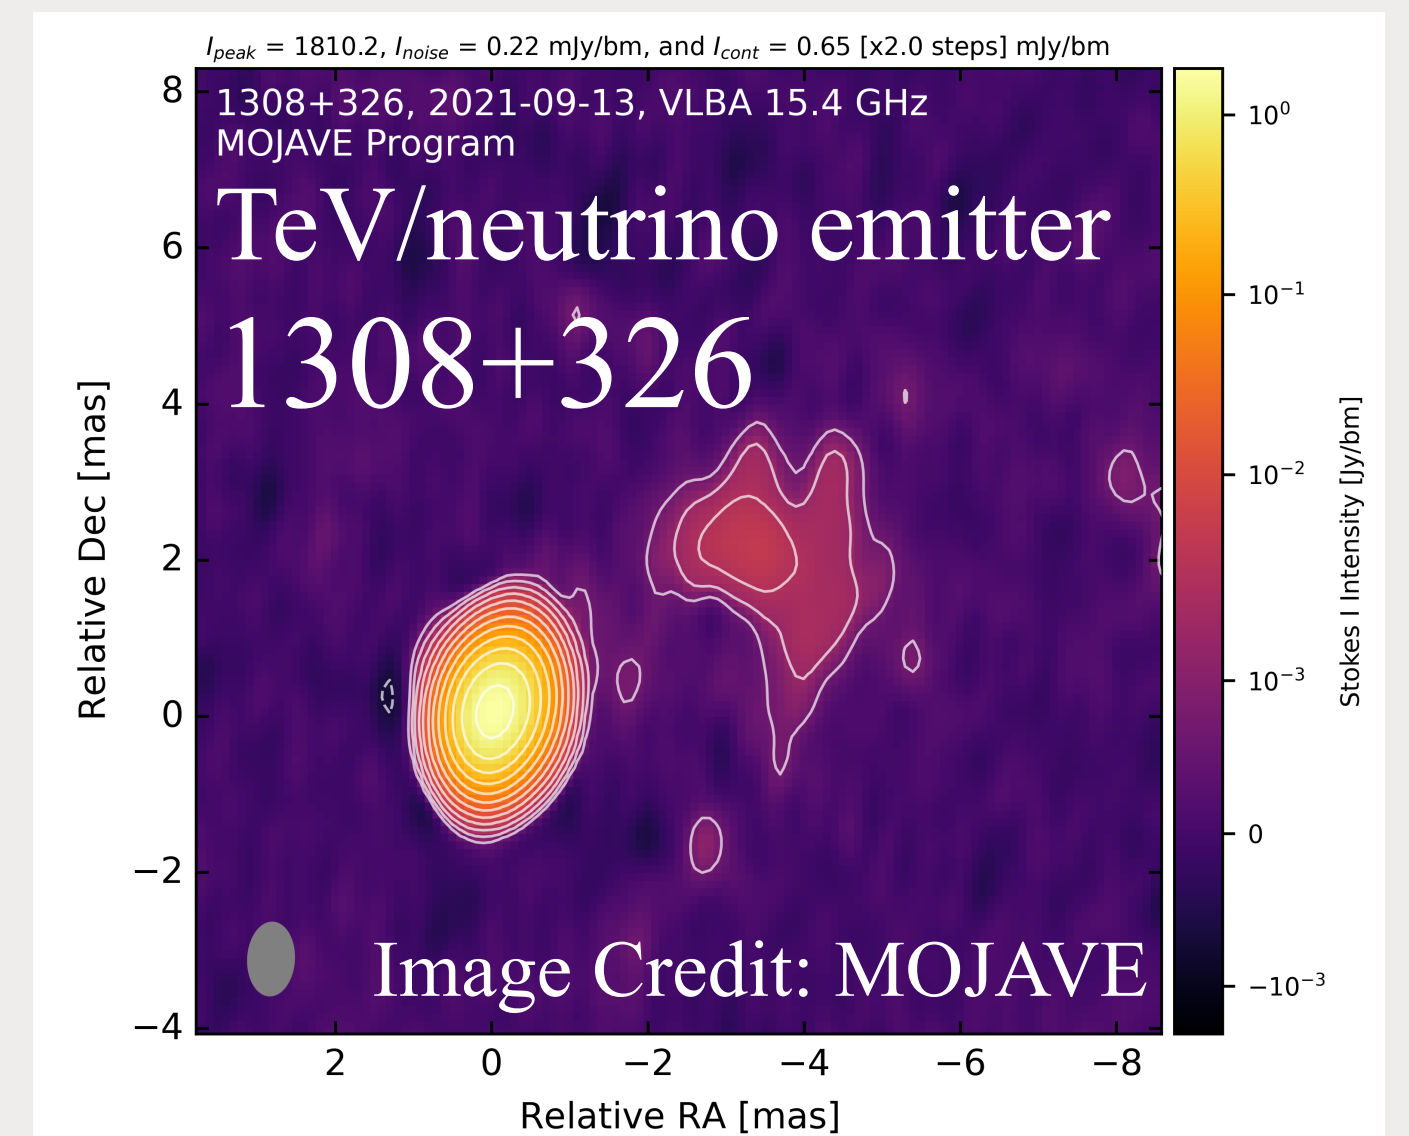 I_peak = 1810.2, I_noise = 0.22 mJy/bm, and I_cont = 0.65 [x2.0 steps] mJy/bm
1308+326, 2021-09-13, VLBA 15.4 GHz
MOJAVE Program
TeV/neutrino emitter
1308+326
Image Credit: MOJAVE
8
6
4
2
0
−2
−4
Relative Dec [mas]
2 0 −2 −4 −6 −8
Relative RA [mas]
10⁰
10⁻¹
10⁻²
10⁻³
0
−10⁻³
Stokes I Intensity [Jy/bm]